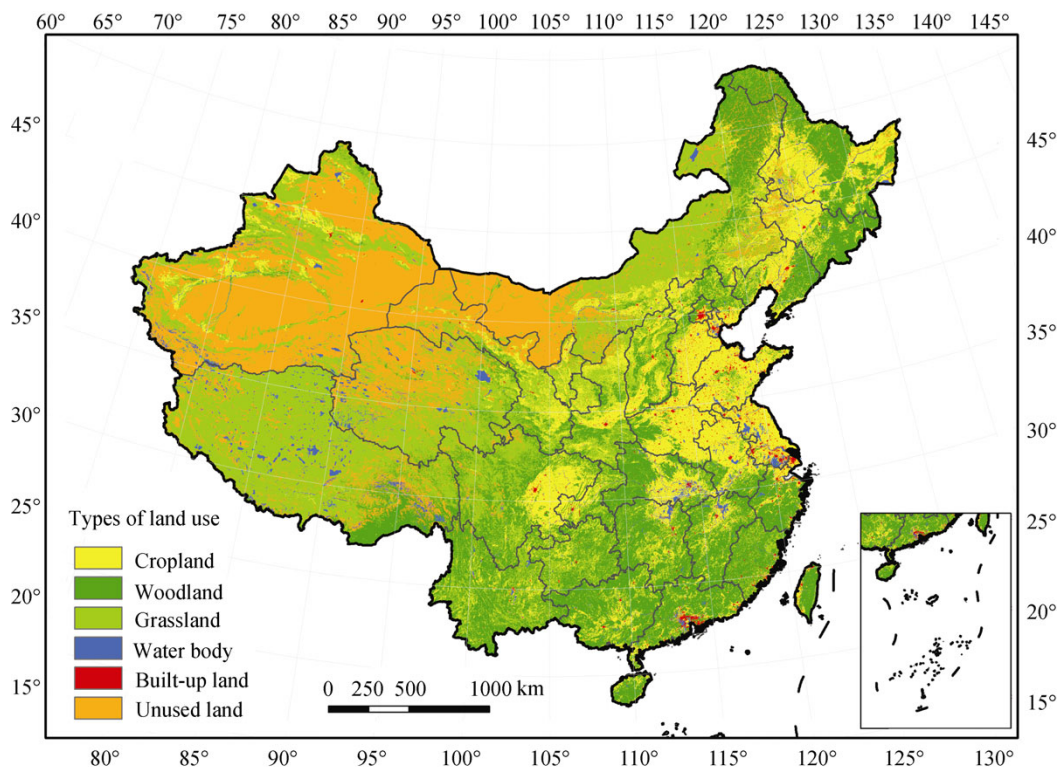 60° 65° 70° 75° 80° 85° 90° 95° 100° 105° 110° 115° 120° 125° 130° 135° 140° 145°
45° 45°
40° 40°
35° 35°
30° 30°
25° 25°
20° 20°
15° 15°
Types of land use
Cropland
Woodland
Grassland
Water body
Built-up land
Unused land
0 250 500 1000 km
80° 85° 90° 95° 100° 105° 110° 115° 120° 125° 130°